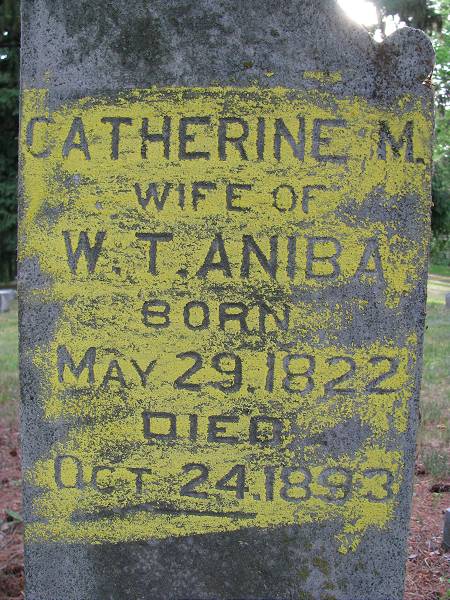 CATHERINE M.
WIFE OF
W. T. ANIBA
BORN
MAY 29, 1822
DIED
OCT 24, 1893